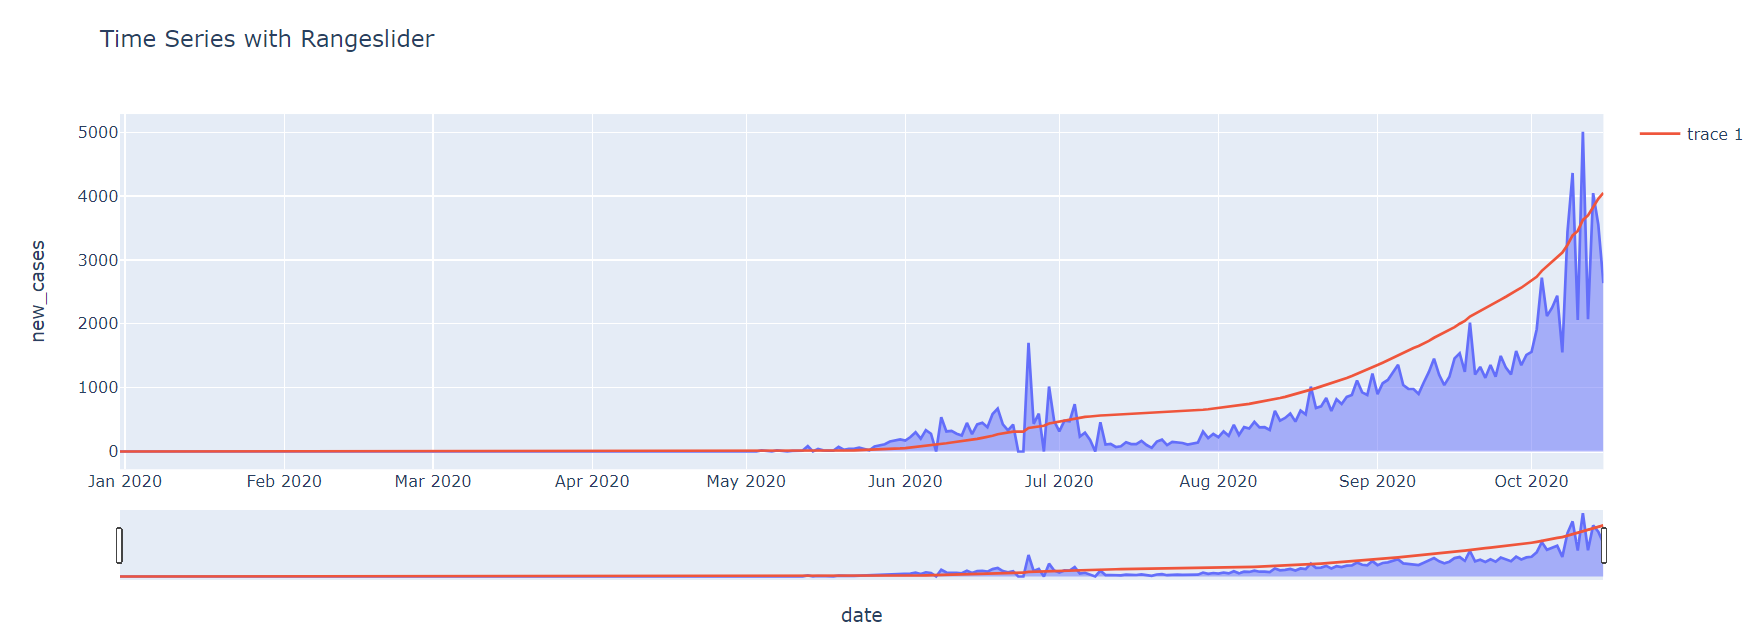 Time Series with Rangeslider
trace 1
new_cases
5000
4000
3000
2000
1000
0
Jan 2020 Feb 2020 Mar 2020 Apr 2020 May 2020 Jun 2020 Jul 2020 Aug 2020 Sep 2020 Oct 2020
date